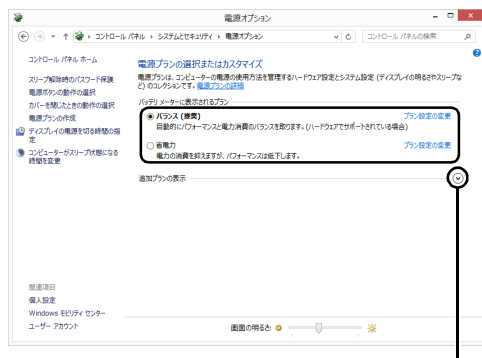 電源オプション
コントロール パネル ▸ システムとセキュリティ ▸ 電源オプション
コントロール パネルの検索
コントロール パネル ホーム
スリープ解除時のパスワード保護
電源ボタンの動作の選択
カバーを閉じたときの動作の選択
電源プランの作成
ディスプレイの電源を切る時間の指
定
コンピューターがスリープ状態になる
時間を変更
電源プランの選択またはカスタマイズ
電源プランは、コンピューターの電源の使用方法を管理するハードウェア設定とシステム設定 (ディスプレイの明るさやスリープな
ど) のコレクションです。電源プランの詳細
バッテリ メーターに表示されるプラン
バランス (推奨) プラン設定の変更
自動的にパフォーマンスと電力消費のバランスを取ります。(ハードウェアでサポートされている場合)
省電力 プラン設定の変更
電力の消費を抑えますが、パフォーマンスは低下します。
追加プランの表示
関連項目
個人設定
Windows モビリティ センター
ユーザー アカウント
画面の明るさ: